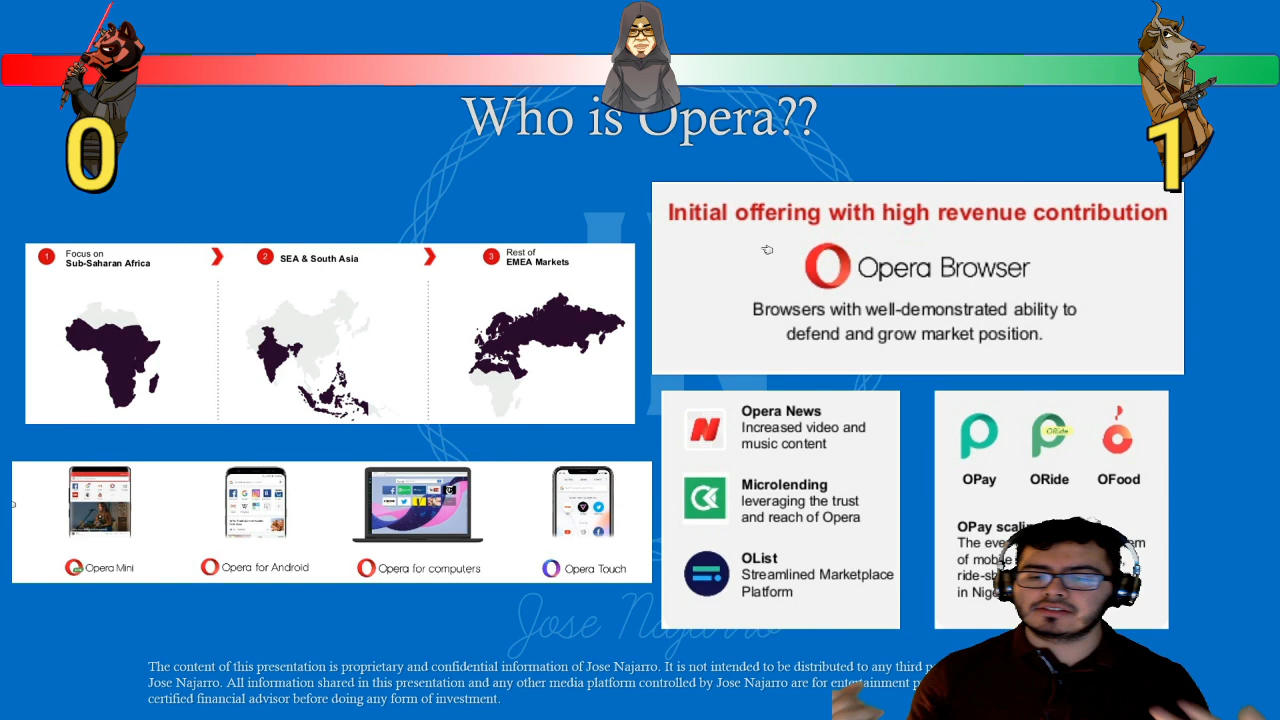 0
1
Who is Opera??
1 Focus on
Sub-Saharan Africa
2 SEA & South Asia
3 Rest of
EMEA Markets
Initial offering with high revenue contribution
Opera Browser
Browsers with well-demonstrated ability to
defend and grow market position.
Opera Mini
Opera for Android
Opera for computers
Opera Touch
Opera News
Increased video and
music content
Microlending
leveraging the trust
and reach of Opera
OList
Streamlined Marketplace
Platform
ORide
OPay
ORide
OFood
OPay
The
of
in
Jose Najarro
The content of this presentation is proprietary and confidential information of Jose Najarro. It is not intended to be distributed to any third
Jose Najarro. All information shared in this presentation and any other media platform controlled by Jose Najarro are for entertainment
certified financial advisor before doing any form of investment.